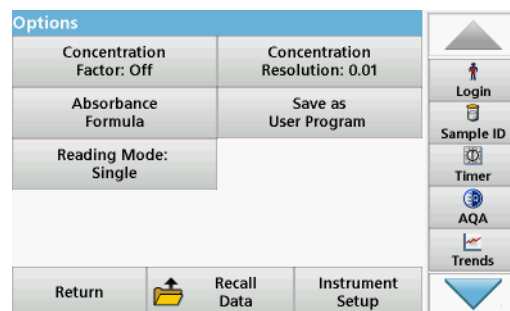 Options
Concentration
Factor: Off
Concentration
Resolution: 0.01
Absorbance
Formula
Save as
User Program
Reading Mode:
Single
Return
Recall
Data
Instrument
Setup
Login
Sample ID
Timer
AQA
Trends